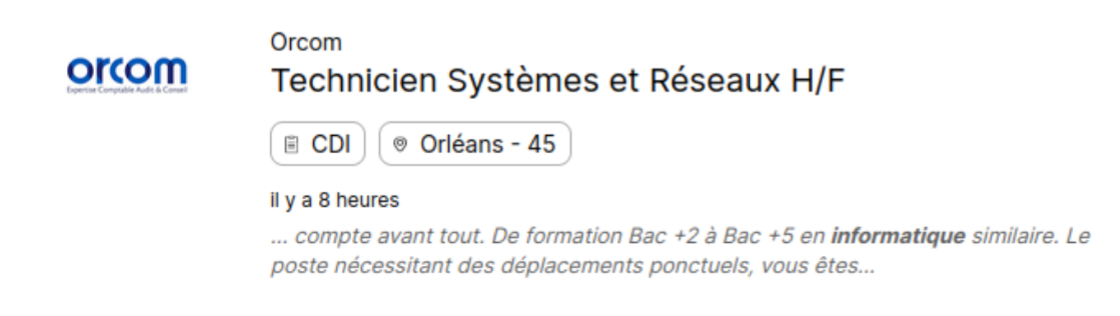 orcom
Expertise Comptable Audit & Conseil
Orcom
Technicien Systèmes et Réseaux H/F
CDI
Orléans - 45
il y a 8 heures
... compte avant tout. De formation Bac +2 à Bac +5 en informatique similaire. Le
poste nécessitant des déplacements ponctuels, vous êtes...